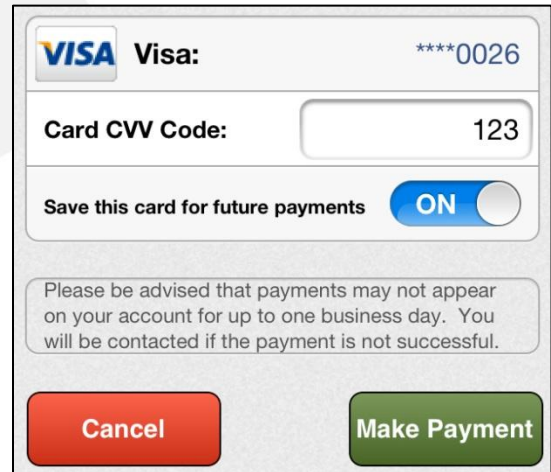 VISA Visa: ****0026
Card CVV Code: 123
Save this card for future payments ON
Please be advised that payments may not appear
on your account for up to one business day. You
will be contacted if the payment is not successful.
Cancel Make Payment